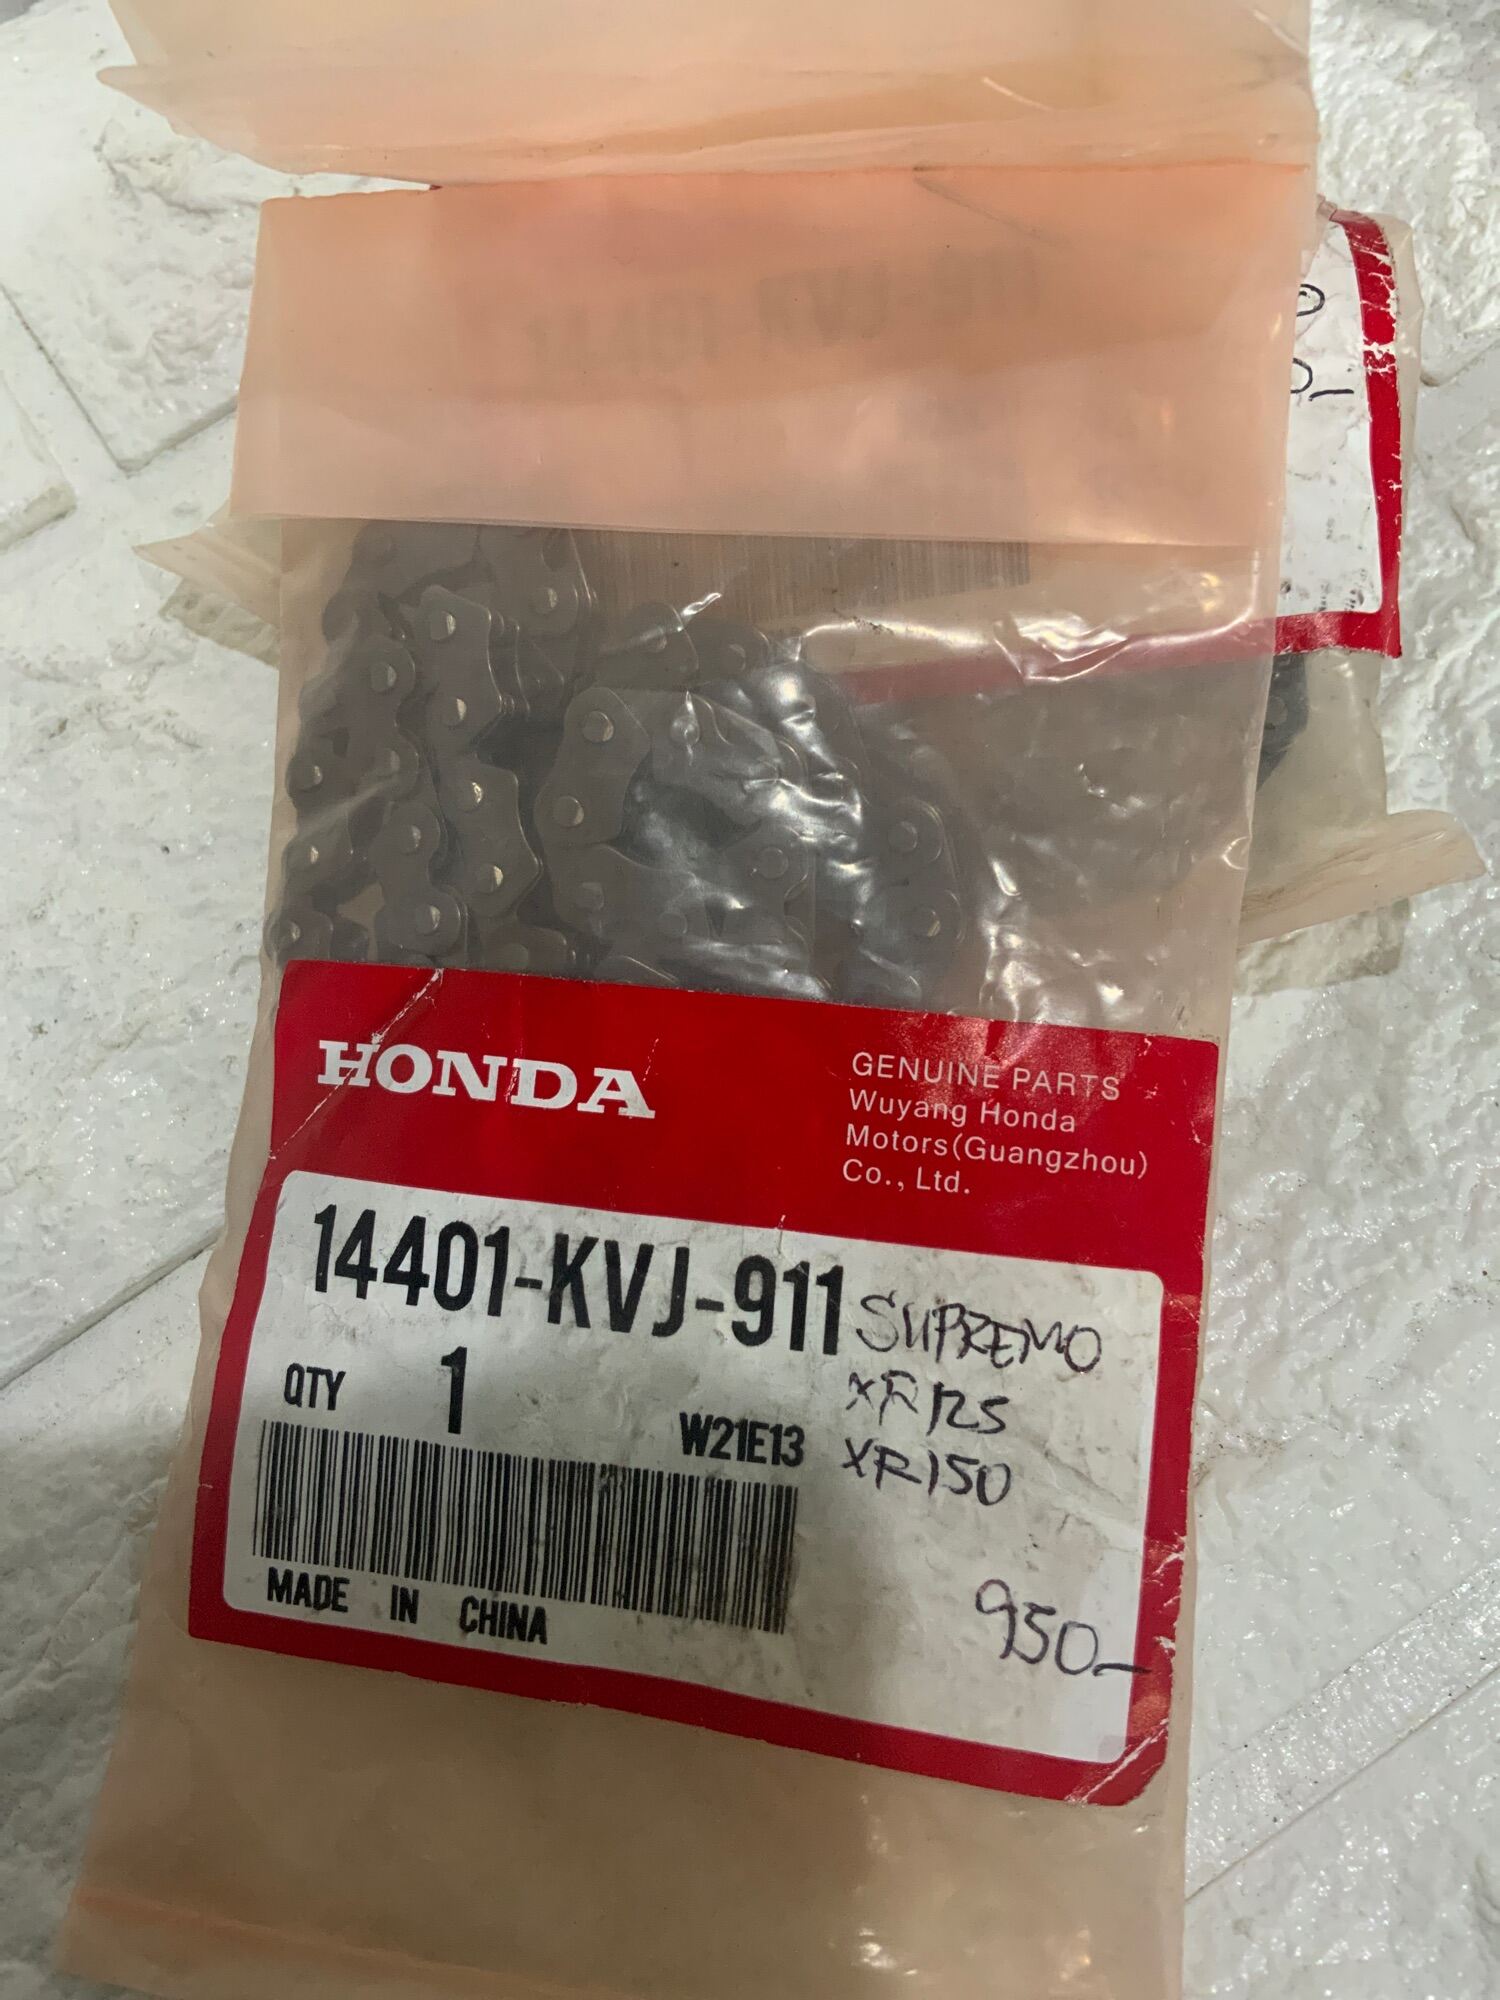 HONDA
GENUINE PARTS
Wuyang Honda
Motors(Guangzhou)
Co., Ltd.
14401-KVJ-911
SUPREMO
XR125
XR150
QTY 1
W21E13
MADE IN CHINA
950-